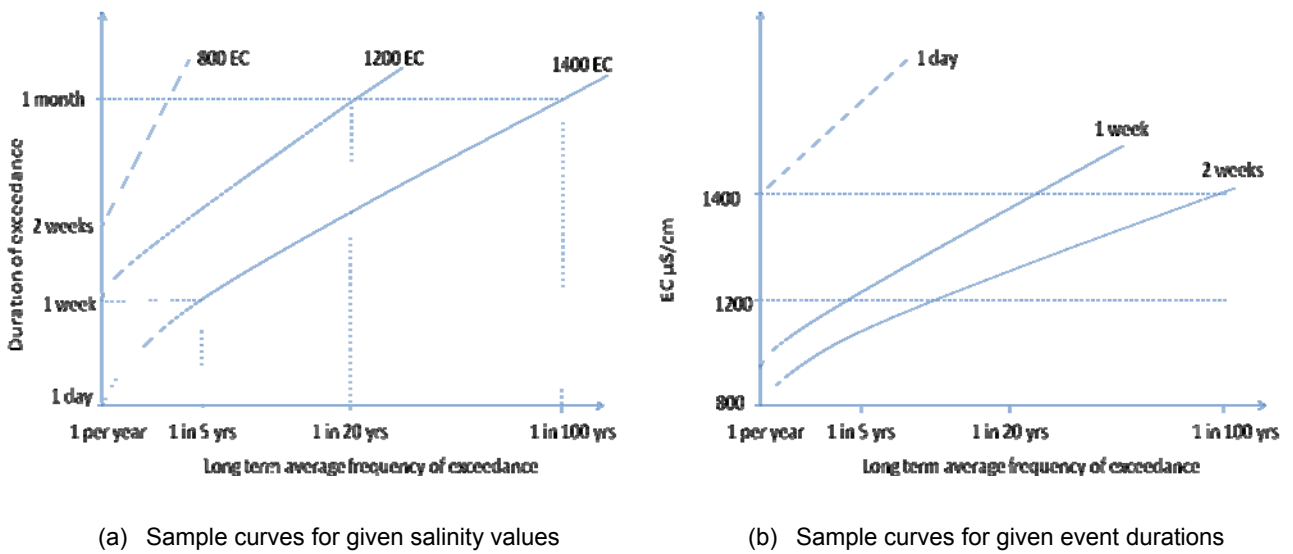 800 EC
1200 EC
1400 EC
1 month
2 weeks
1 week
1 day
Duration of exceedance
1 per year
1 in 5 yrs
1 in 20 yrs
1 in 100 yrs
Long term average frequency of exceedance
(a) Sample curves for given salinity values
1 day
1 week
2 weeks
1400
1200
800
EC µS/cm
1 per year
1 in 5 yrs
1 in 20 yrs
1 in 100 yrs
Long term average frequency of exceedance
(b) Sample curves for given event durations